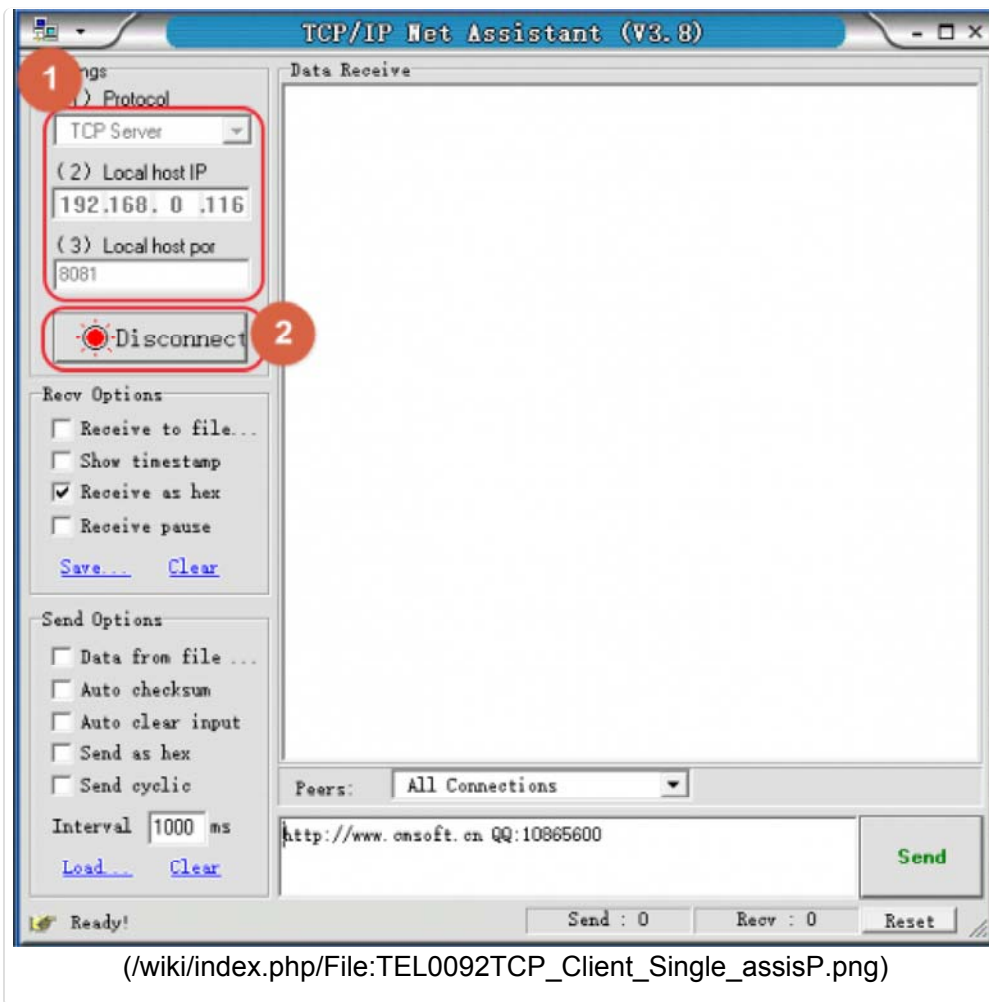 TCP/IP Net Assistant (V3.8)
1
ngs
Data Receive
) Protocol
TCP Server
(2) Local host IP
192.168. 0 .116
(3) Local host por
8081
Disconnect
2
Recv Options
Receive to file...
Show timestamp
Receive as hex
Receive pause
Save... Clear
Send Options
Data from file ...
Auto checksum
Auto clear input
Send as hex
Send cyclic
Interval 1000 ms
Load... Clear
Peers: All Connections
http://www.cmsoft.cn QQ:10865600
Send
Ready!
Send : 0
Recv : 0
Reset
(/wiki/index.php/File:TEL0092TCP_Client_Single_assisP.png)